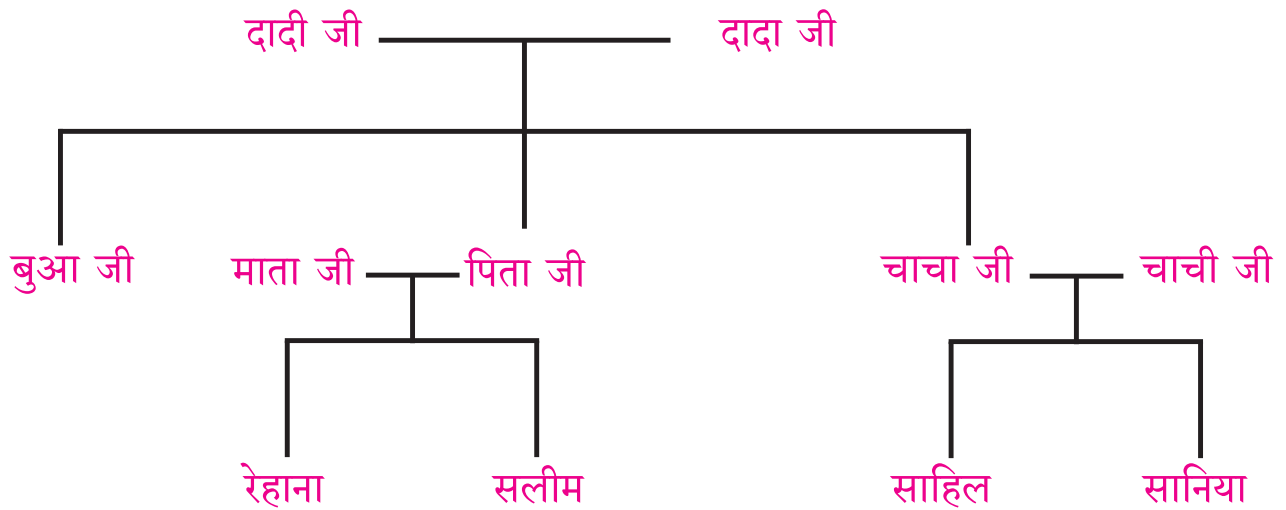 दादी जी दादा जी
बुआ जी माता जी पिता जी चाचा जी चाची जी
रेहाना सलीम साहिल सानिया